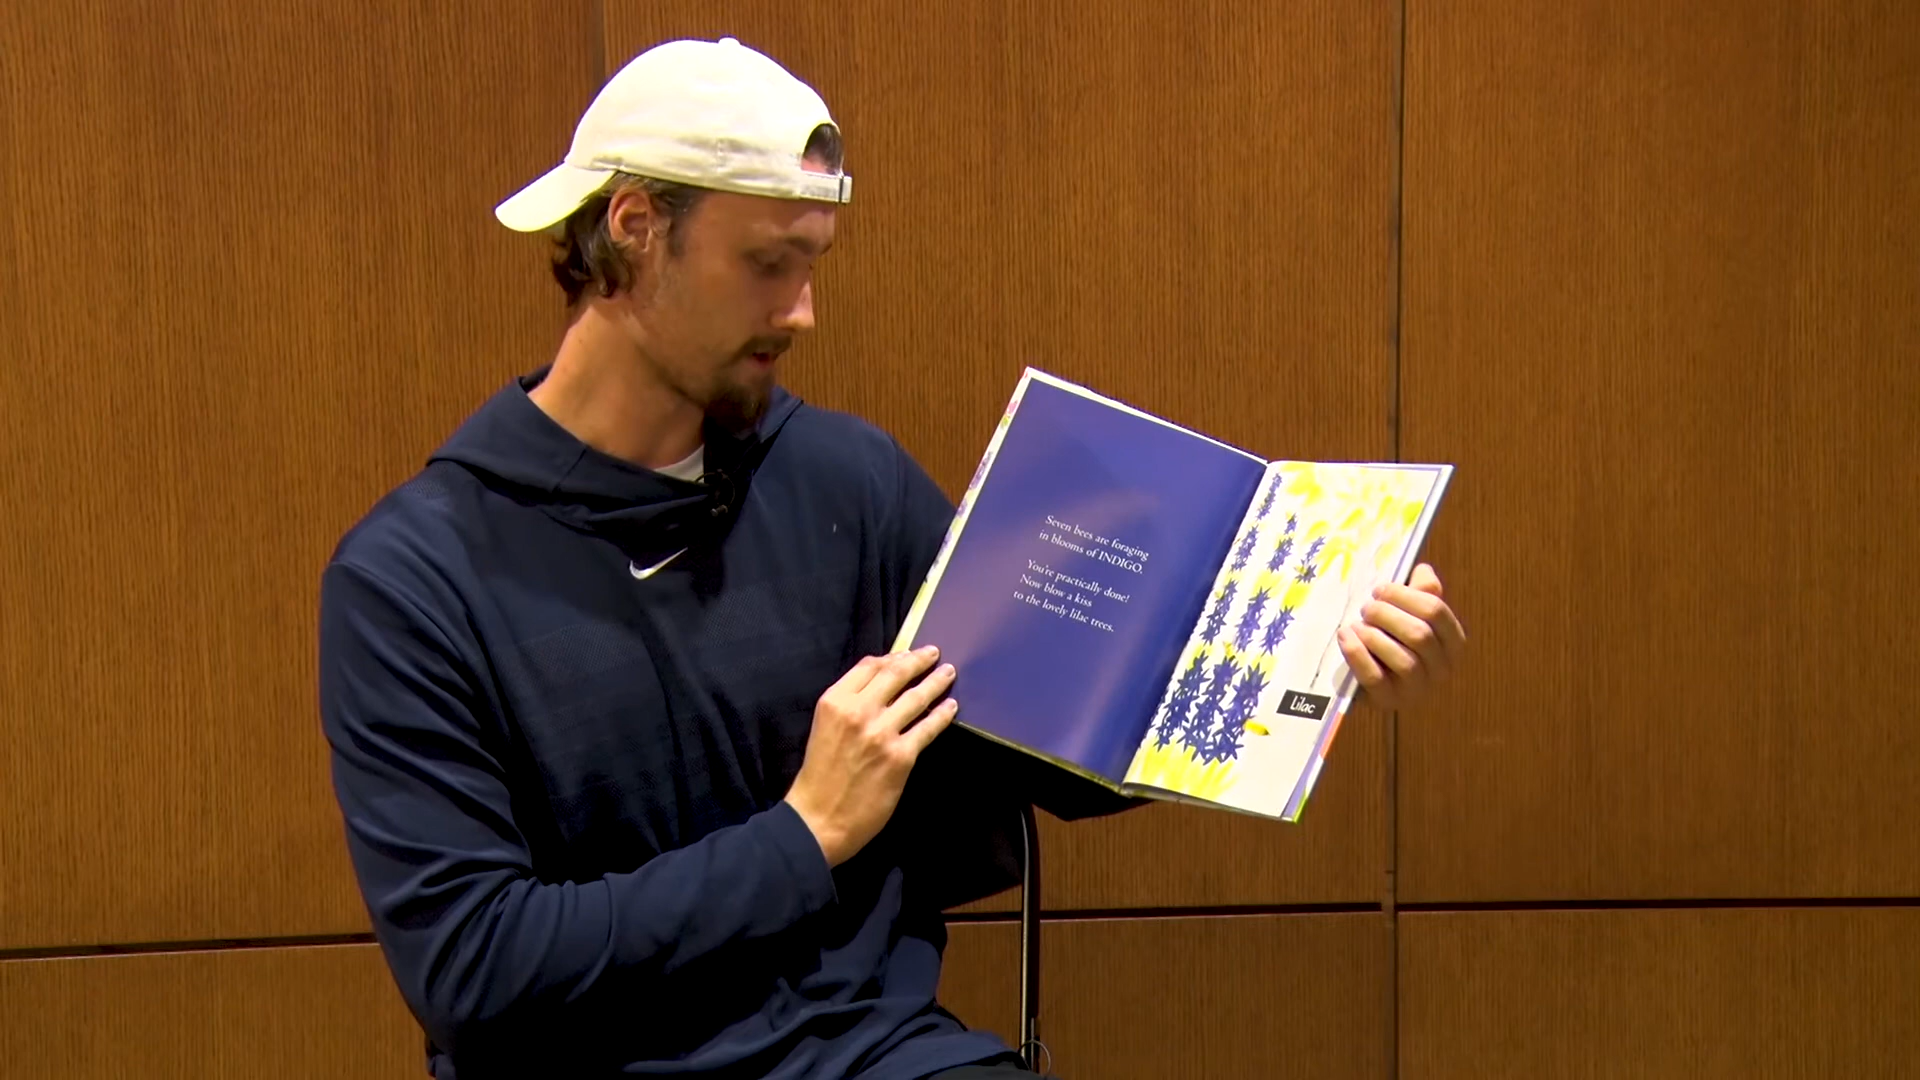 Seven bees are foraging
in blooms of INDIGO.
You're practically done!
Now blow a kiss
to the lovely lilac trees.
Lilac